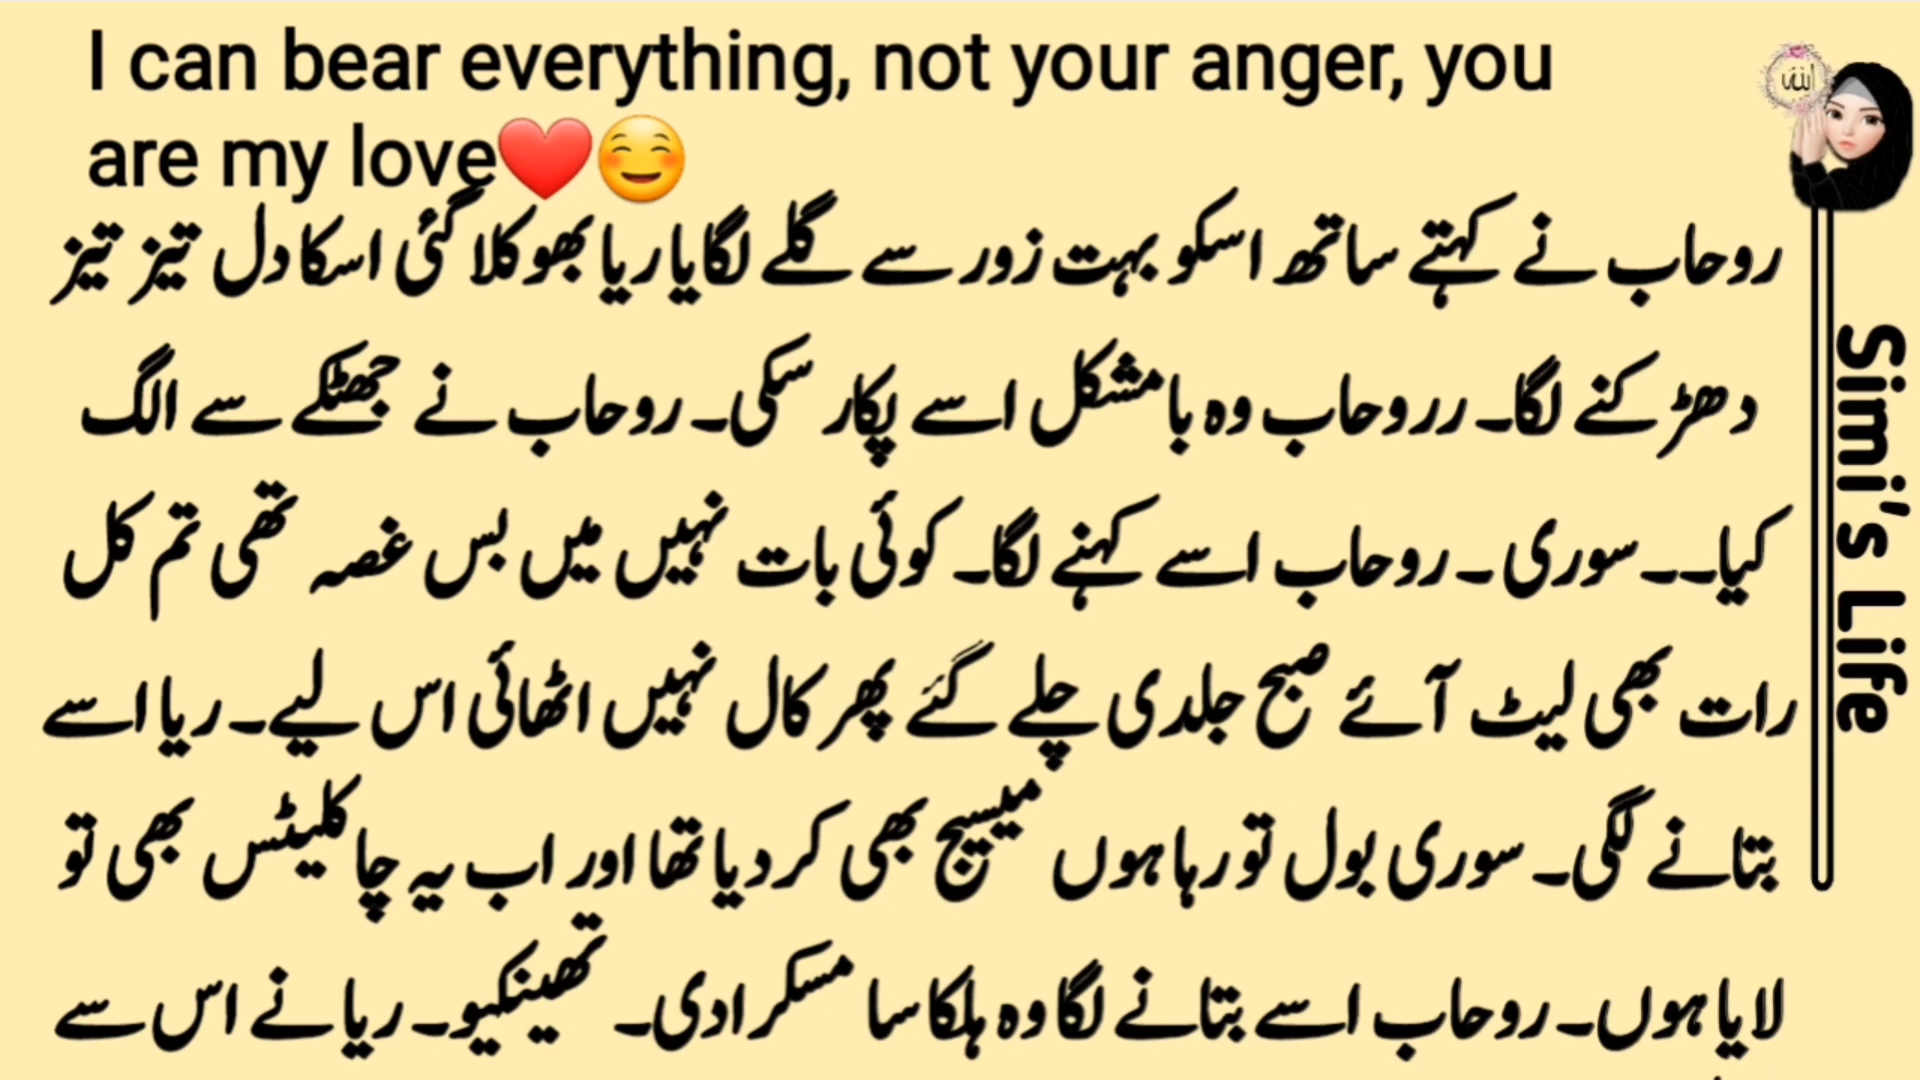 I can bear everything, not your anger, you
are my love❤️☺️
روحاب نے کہتے ساتھ اسکو بہت زور سے گلے لگایا ریا بھوکلا گئی اسکا دل تیز تیز
دھڑکنے لگا۔ رروحاب وہ بامشکل اسے پکار سکی۔ روحاب نے جھٹکے سے الگ
کیا۔۔سوری ۔ روحاب اسے کہنے لگا۔ کوئی بات نہیں میں بس غصہ تھی تم کل
رات بھی لیٹ آئے صبح جلدی چلے گئے پھر کال نہیں اٹھائی اس لیے۔ ریا اسے
بتانے لگی۔ سوری بول تو رہا ہوں میسیج بھی کر دیا تھا اور اب یہ چاکلیٹس بھی تو
لایا ہوں۔ روحاب اسے بتانے لگا وہ ہلکا سا مسکرا دی۔ تھینکیو۔ ریا نے اس سے
الله
Simi's Life